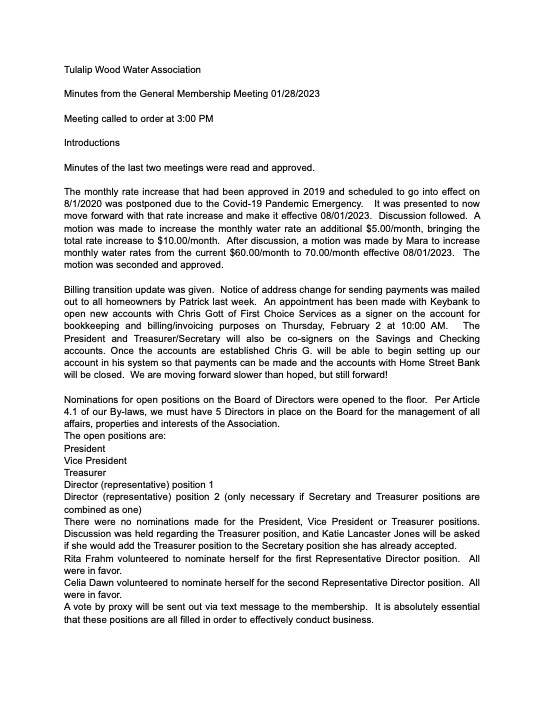 Tulalip Wood Water Association
Minutes from the General Membership Meeting 01/28/2023
Meeting called to order at 3:00 PM
Introductions
Minutes of the last two meetings were read and approved.
The monthly rate increase that had been approved in 2019 and scheduled to go into effect on
8/1/2020 was postponed due to the Covid-19 Pandemic Emergency. It was presented to now
move forward with that rate increase and make it effective 08/01/2023. Discussion followed. A
motion was made to increase the monthly water rate an additional $5.00/month, bringing the
total rate increase to $10.00/month. After discussion, a motion was made by Mara to increase
monthly water rates from the current $60.00/month to 70.00/month effective 08/01/2023. The
motion was seconded and approved.
Billing transition update was given. Notice of address change for sending payments was mailed
out to all homeowners by Patrick last week. An appointment has been made with Keybank to
open new accounts with Chris Gott of First Choice Services as a signer on the account for
bookkeeping and billing/invoicing purposes on Thursday, February 2 at 10:00 AM. The
President and Treasurer/Secretary will also be co-signers on the Savings and Checking
accounts. Once the accounts are established Chris G. will be able to begin setting up our
account in his system so that payments can be made and the accounts with Home Street Bank
will be closed. We are moving forward slower than hoped, but still forward!
Nominations for open positions on the Board of Directors were opened to the floor. Per Article
4.1 of our By-laws, we must have 5 Directors in place on the Board for the management of all
affairs, properties and interests of the Association.
The open positions are:
President
Vice President
Treasurer
Director (representative) position 1
Director (representative) position 2 (only necessary if Secretary and Treasurer positions are
combined as one)
There were no nominations made for the President, Vice President or Treasurer positions.
Discussion was held regarding the Treasurer position, and Katie Lancaster Jones will be asked
if she would add the Treasurer position to the Secretary position she has already accepted.
Rita Frahm volunteered to nominate herself for the first Representative Director position. All
were in favor.
Celia Dawn volunteered to nominate herself for the second Representative Director position. All
were in favor.
A vote by proxy will be sent out via text message to the membership. It is absolutely essential
that these positions are all filled in order to effectively conduct business.